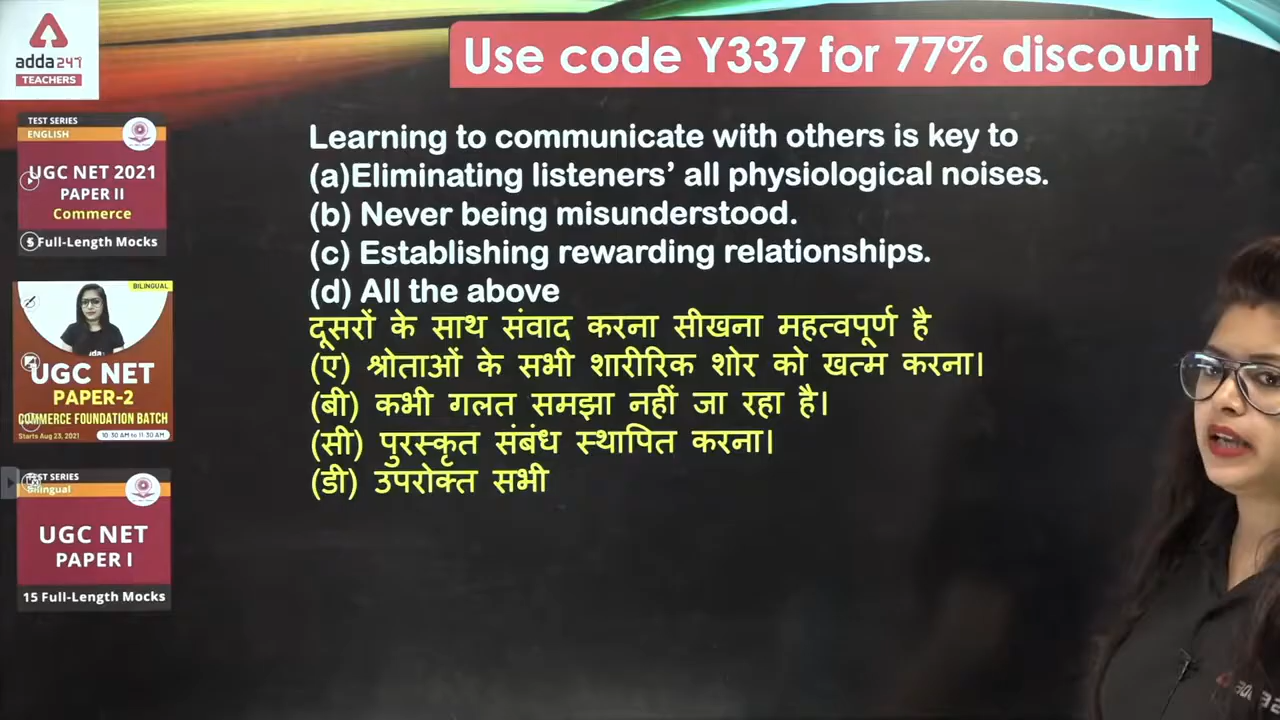 adda247
TEACHERS
Use code Y337 for 77% discount
TEST SERIES
ENGLISH
UGC NET 2021
PAPER II
Commerce
5 Full-Length Mocks
BILINGUAL
UGC NET
PAPER-2
COMMERCE FOUNDATION BATCH
Starts Aug 23, 2021
10:30 AM to 11:30 AM
TEST SERIES
Bilingual
UGC NET
PAPER I
15 Full-Length Mocks
Learning to communicate with others is key to
(a)Eliminating listeners’ all physiological noises.
(b) Never being misunderstood.
(c) Establishing rewarding relationships.
(d) All the above
दूसरों के साथ संवाद करना सीखना महत्वपूर्ण है
(ए) श्रोताओं के सभी शारीरिक शोर को खत्म करना।
(बी) कभी गलत समझा नहीं जा रहा है।
(सी) पुरस्कृत संबंध स्थापित करना।
(डी) उपरोक्त सभी